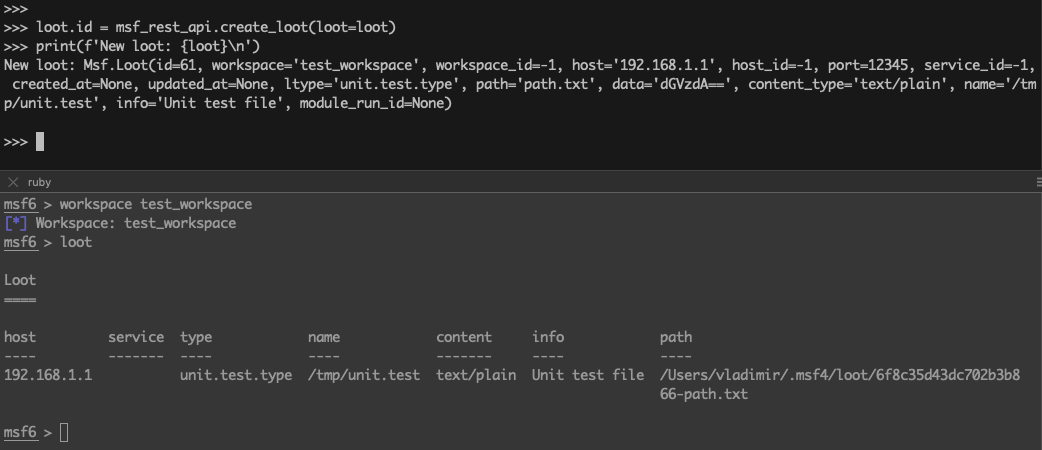 >>>
>>> loot.id = msf_rest_api.create_loot(loot=loot)
>>> print(f'New loot: {loot}\n')
New loot: Msf.Loot(id=61, workspace='test_workspace', workspace_id=-1, host='192.168.1.1', host_id=-1, port=12345, service_id=-1,
 created_at=None, updated_at=None, ltype='unit.test.type', path='path.txt', data='dGVzdA==', content_type='text/plain', name='/tm
p/unit.test', info='Unit test file', module_run_id=None)
>>>
ruby
msf6 > workspace test_workspace
[*] Workspace: test_workspace
msf6 > loot
Loot
====
host service type name content info path
---- ------- ---- ---- ------- ---- ----
192.168.1.1 unit.test.type /tmp/unit.test text/plain Unit test file /Users/vladimir/.msf4/loot/6f8c35d43dc702b3b8
66-path.txt
msf6 >